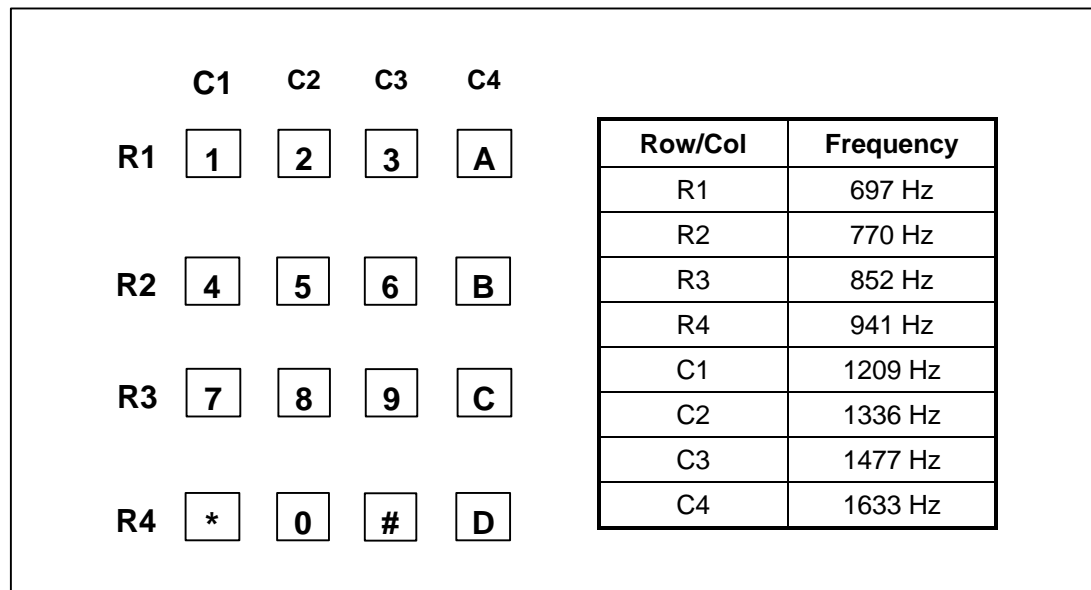 C1 C2 C3 C4
R1 1 2 3 A
R2 4 5 6 B
R3 7 8 9 C
R4 * 0 # D
Row/Col Frequency
R1 697 Hz
R2 770 Hz
R3 852 Hz
R4 941 Hz
C1 1209 Hz
C2 1336 Hz
C3 1477 Hz
C4 1633 Hz